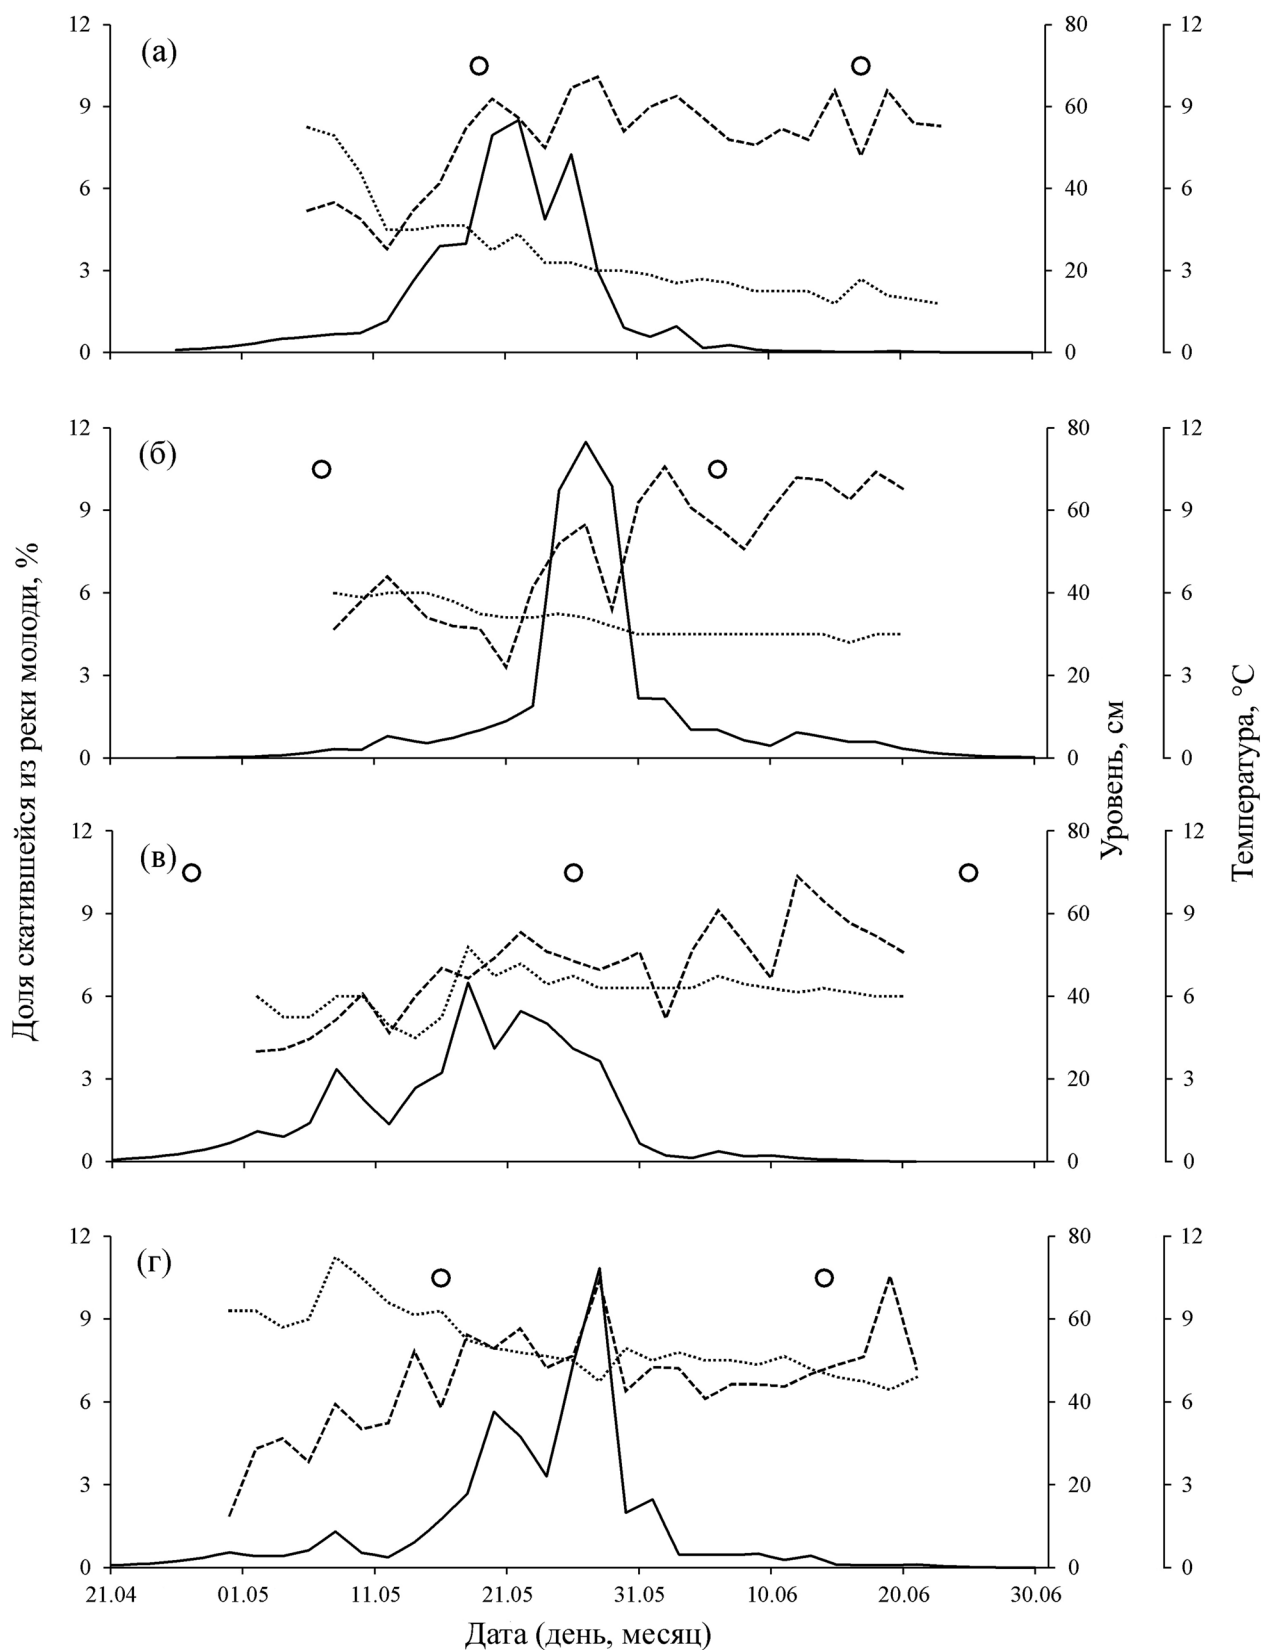 12 80 12
(а)
9 60 9
6 40 6
3 20 3
0 0 0
12 80 12
(б)
9 60 9
6 40 6
3 20 3
0 0 0
Доля скатившейся из реки молоди, %
Уровень, см
Температура, °C
12 80 12
(в)
9 60 9
6 40 6
3 20 3
0 0 0
12 80 12
(г)
9 60 9
6 40 6
3 20 3
0 0 0
21.04 01.05 11.05 21.05 31.05 10.06 20.06 30.06
Дата (день, месяц)